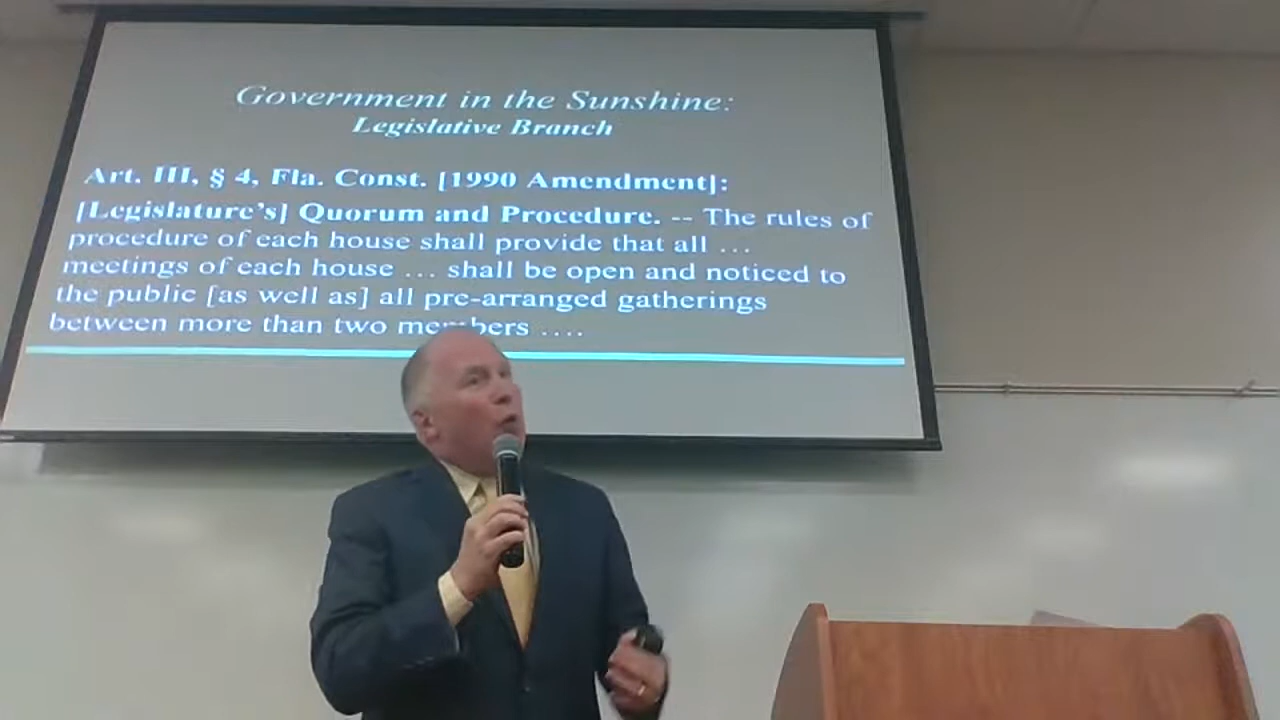 Government in the Sunshine:
Legislative Branch
Art. III, § 4, Fla. Const. [1990 Amendment]:
[Legislature's] Quorum and Procedure. -- The rules of
procedure of each house shall provide that all …
meetings of each house … shall be open and noticed to
the public [as well as] all pre-arranged gatherings
between more than two members ….